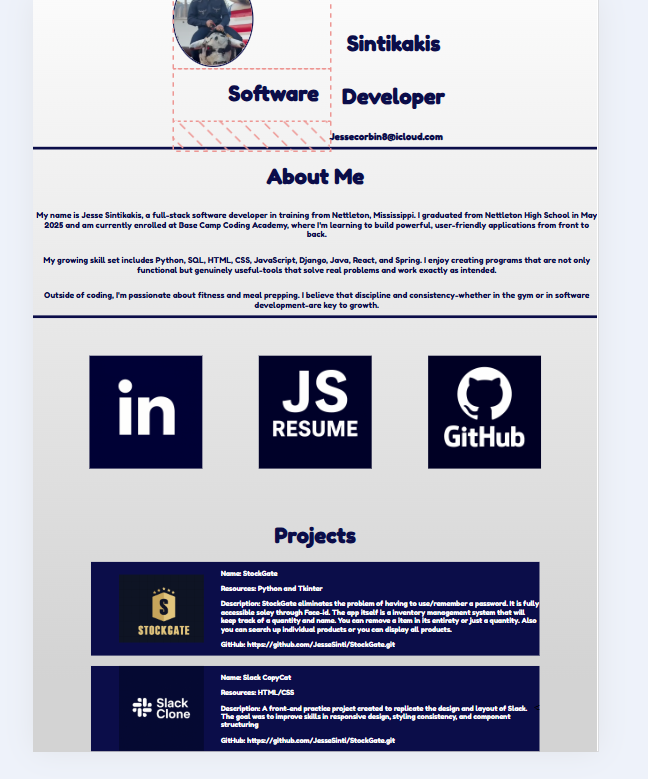 Sintikakis
Software Developer
Jessecorbin8@icloud.com
About Me
My name is Jesse Sintikakis, a full-stack software developer in training from Nettleton, Mississippi. I graduated from Nettleton High School in May
2025 and am currently enrolled at Base Camp Coding Academy, where I'm learning to build powerful, user-friendly applications from front to
back.
My growing skill set includes Python, SQL, HTML, CSS, JavaScript, Django, Java, React, and Spring. I enjoy creating programs that are not only
functional but genuinely useful-tools that solve real problems and work exactly as intended.
Outside of coding, I'm passionate about fitness and meal prepping. I believe that discipline and consistency-whether in the gym or in software
development-are key to growth.
in
JS
RESUME
GitHub
Projects
S
STOCKGATE
Name: StockGate
Resources: Python and Tkinter
Description: StockGate eliminates the problem of having to use/remember a password. It is fully
accessible soley through Face-id. The app itself is a inventory management system that will
keep track of a quantity and name. You can remove a item in its entirety or just a quantity. Also
you can search up individual products or you can display all products.
GitHub: https://github.com/JesseSinti/StockGate.git
Slack
Clone
Name: Slack CopyCat
Resources: HTML/CSS
Description: A front-end practice project created to replicate the design and layout of Slack.
The goal was to improve skills in responsive design, styling consistency, and componant
structuring
GitHub: https://github.com/JesseSinti/StockGate.git